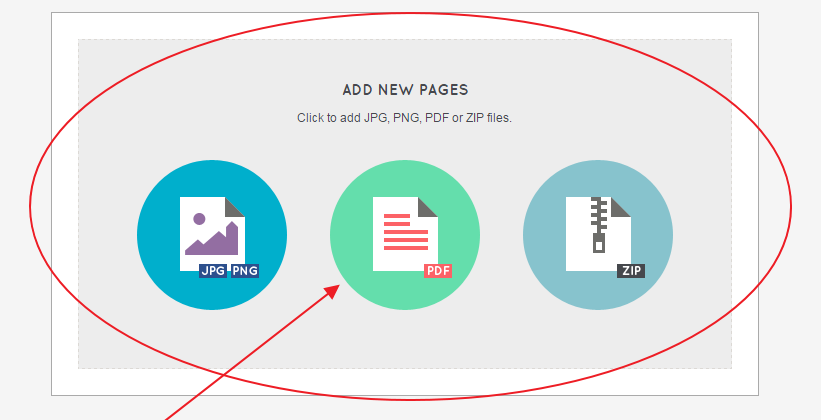 ADD NEW PAGES
Click to add JPG, PNG, PDF or ZIP files.
JPG PNG
PDF
ZIP